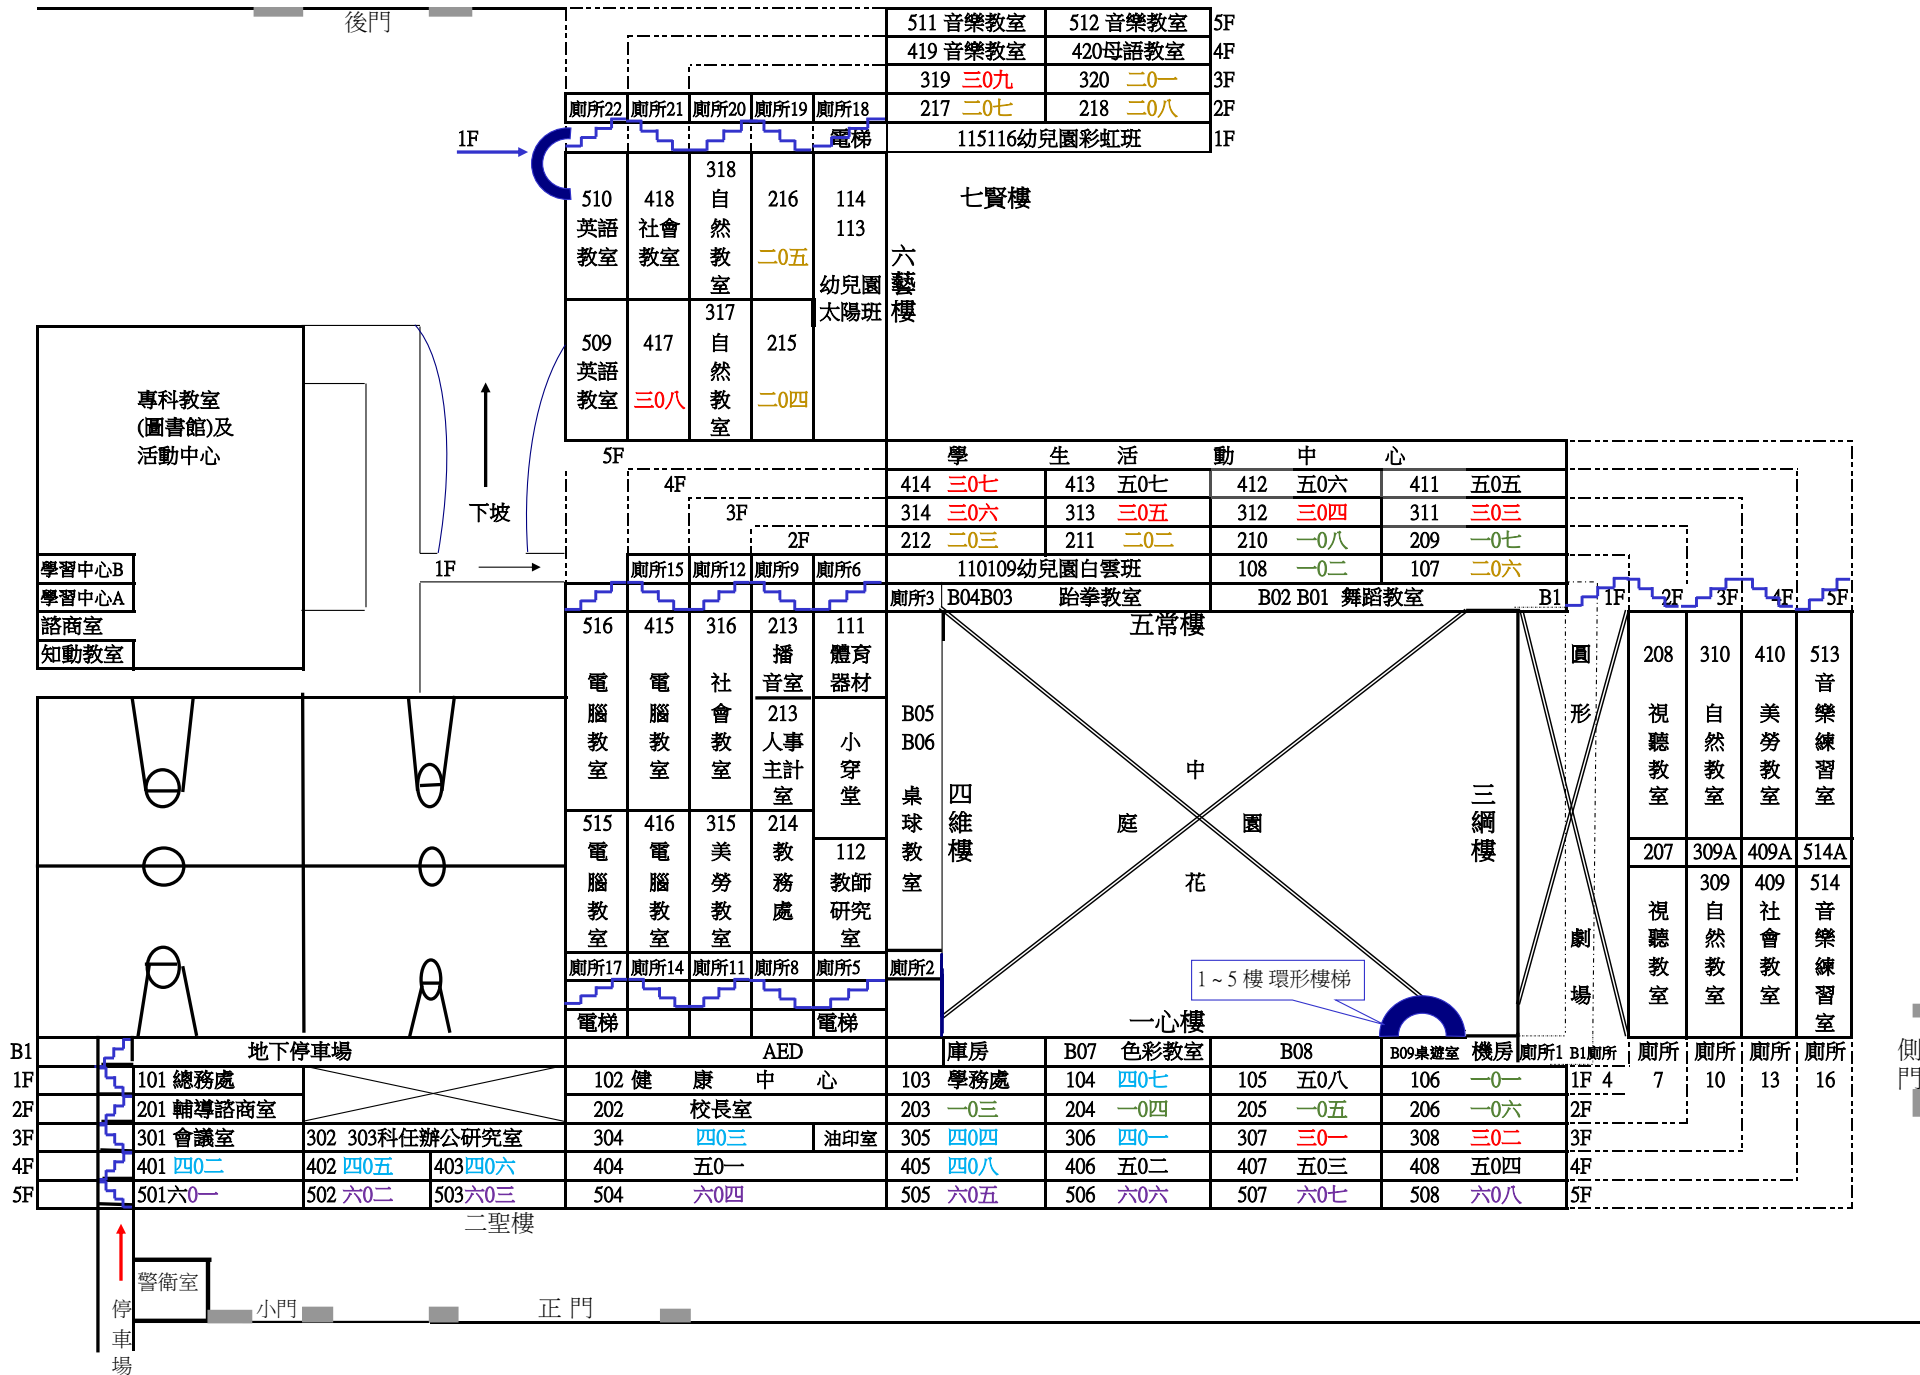 後門
511 音樂教室 512 音樂教室 5F
419 音樂教室 420母語教室 4F
319 三0九 320 二0一 3F
217 二0七 218 二0八 2F
115116幼兒園彩虹班 1F
廁所22 廁所21 廁所20 廁所19 廁所18
電梯
1F
510 英語教室
418 社會教室
318 自然教室
216 二0五
114 113 幼兒園太陽班
七賢樓
六藝樓
509 英語教室
417 三0八
317 自然教室
215 二0四
專科教室
(圖書館)及
活動中心
下坡
1F
學習中心B
學習中心A
諮商室
知動教室
5F 學生活動中心
4F 414 三0七 413 五0七 412 五0六 411 五0五
3F 314 三0六 313 三0五 312 三0四 311 三0三
2F 212 二0三 211 二0二 210 一0八 209 一0七
110109幼兒園白雲班 108 一0二 107 二0六
廁所15 廁所12 廁所9 廁所6
廁所3 B04B03 跆拳教室 B02 B01 舞蹈教室 B1 1F 2F 3F 4F 5F
五常樓
516 電腦教室
415 電腦教室
316 社會教室
213 播音室
213 人事主計室
111 體育器材
小穿堂
B05
B06
桌球教室
四維樓
中庭園花
三綱樓
圓形劇場
208 視聽教室
310 自然教室
410 美勞教室
513 音樂練習室
207 309A 409A 514A
視聽教室
309 自然教室
409 社會教室
514 音樂練習室
515 電腦教室
416 電腦教室
315 美勞教室
214 教務處
112 教師研究室
廁所17 廁所14 廁所11 廁所8 廁所5 廁所2
電梯 電梯
1～5 樓 環形樓梯
一心樓
B1 地下停車場 AED 庫房 B07 色彩教室 B08 B09桌遊室 機房 廁所1 B1廁所 廁所 廁所 廁所 廁所
1F 101 總務處 102 健康中心 103 學務處 104 四0七 105 五0八 106 一0一 1F 4 7 10 13 16
2F 201 輔導諮商室 202 校長室 203 一0三 204 一0四 205 一0五 206 一0六 2F
3F 301 會議室 302 303科任辦公研究室 304 四0三 油印室 305 四0四 306 四0一 307 三0一 308 三0二 3F
4F 401 四0二 402 四0五 403四0六 404 五0一 405 四0八 406 五0二 407 五0三 408 五0四 4F
5F 501六0一 502 六0二 503六0三 504 六0四 505 六0五 506 六0六 507 六0七 508 六0八 5F
二聖樓
側門
警衛室
小門
正 門
停車場